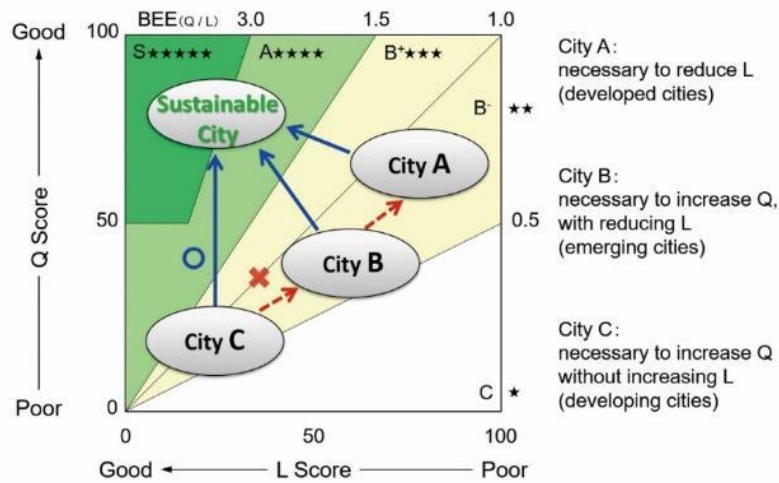 BEE(Q / L) 3.0 1.5 1.0
Good 100
S★★★★★ A★★★★ B+★★★
Sustainable
City
B- ★★
City A
50 0.5
Q Score
City B
City C
C ★
Poor 0
0 50 100
Good L Score Poor
City A:
necessary to reduce L
(developed cities)
City B:
necessary to increase Q,
with reducing L
(emerging cities)
City C:
necessary to increase Q
without increasing L
(developing cities)